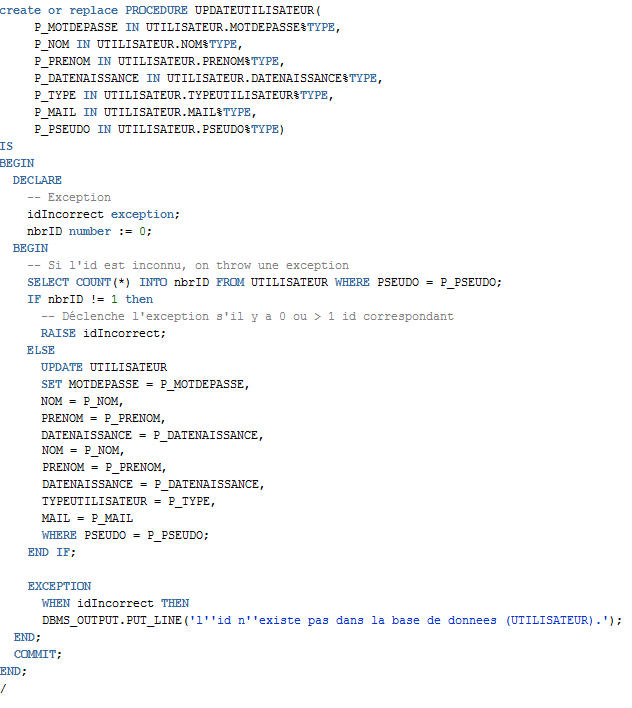 create or replace PROCEDURE UPDATEUTILISATEUR(
P_MOTDEPASSE IN UTILISATEUR.MOTDEPASSE%TYPE,
P_NOM IN UTILISATEUR.NOM%TYPE,
P_PRENOM IN UTILISATEUR.PRENOM%TYPE,
P_DATENAISSANCE IN UTILISATEUR.DATENAISSANCE%TYPE,
P_TYPE IN UTILISATEUR.TYPEUTILISATEUR%TYPE,
P_MAIL IN UTILISATEUR.MAIL%TYPE,
P_PSEUDO IN UTILISATEUR.PSEUDO%TYPE)
IS
BEGIN
DECLARE
-- Exception
idIncorrect exception;
nbrID number := 0;
BEGIN
-- Si l'id est inconnu, on throw une exception
SELECT COUNT(*) INTO nbrID FROM UTILISATEUR WHERE PSEUDO = P_PSEUDO;
IF nbrID != 1 then
-- Déclenche l'exception s'il y a 0 ou > 1 id correspondant
RAISE idIncorrect;
ELSE
UPDATE UTILISATEUR
SET MOTDEPASSE = P_MOTDEPASSE,
NOM = P_NOM,
PRENOM = P_PRENOM,
DATENAISSANCE = P_DATENAISSANCE,
NOM = P_NOM,
PRENOM = P_PRENOM,
DATENAISSANCE = P_DATENAISSANCE,
TYPEUTILISATEUR = P_TYPE,
MAIL = P_MAIL
WHERE PSEUDO = P_PSEUDO;
END IF;
EXCEPTION
WHEN idIncorrect THEN
DBMS_OUTPUT.PUT_LINE('l''id n''existe pas dans la base de donnees (UTILISATEUR).');
END;
COMMIT;
END;
/